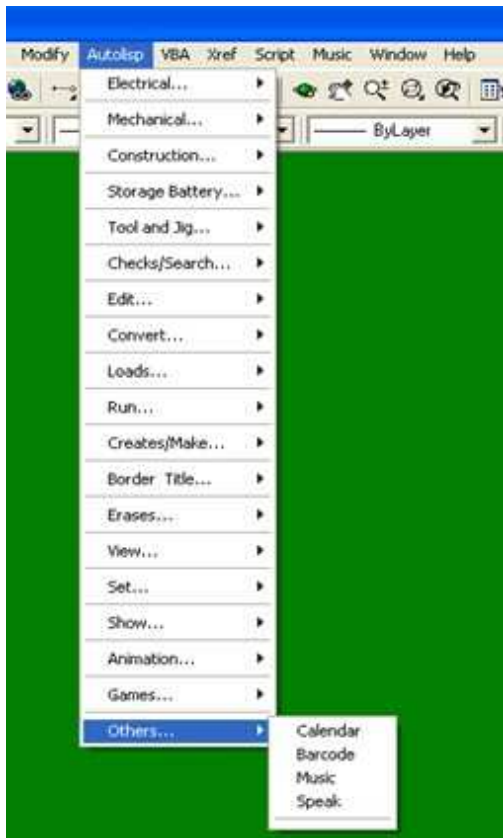 Modify Autolisp VBA Xref Script Music Window Help
ByLayer
Electrical...
Mechanical...
Construction...
Storage Battery...
Tool and Jig...
Checks/Search...
Edit...
Convert...
Loads...
Run...
Creates/Make...
Border Title...
Erases...
View...
Set...
Show...
Animation...
Games...
Others...
Calendar
Barcode
Music
Speak